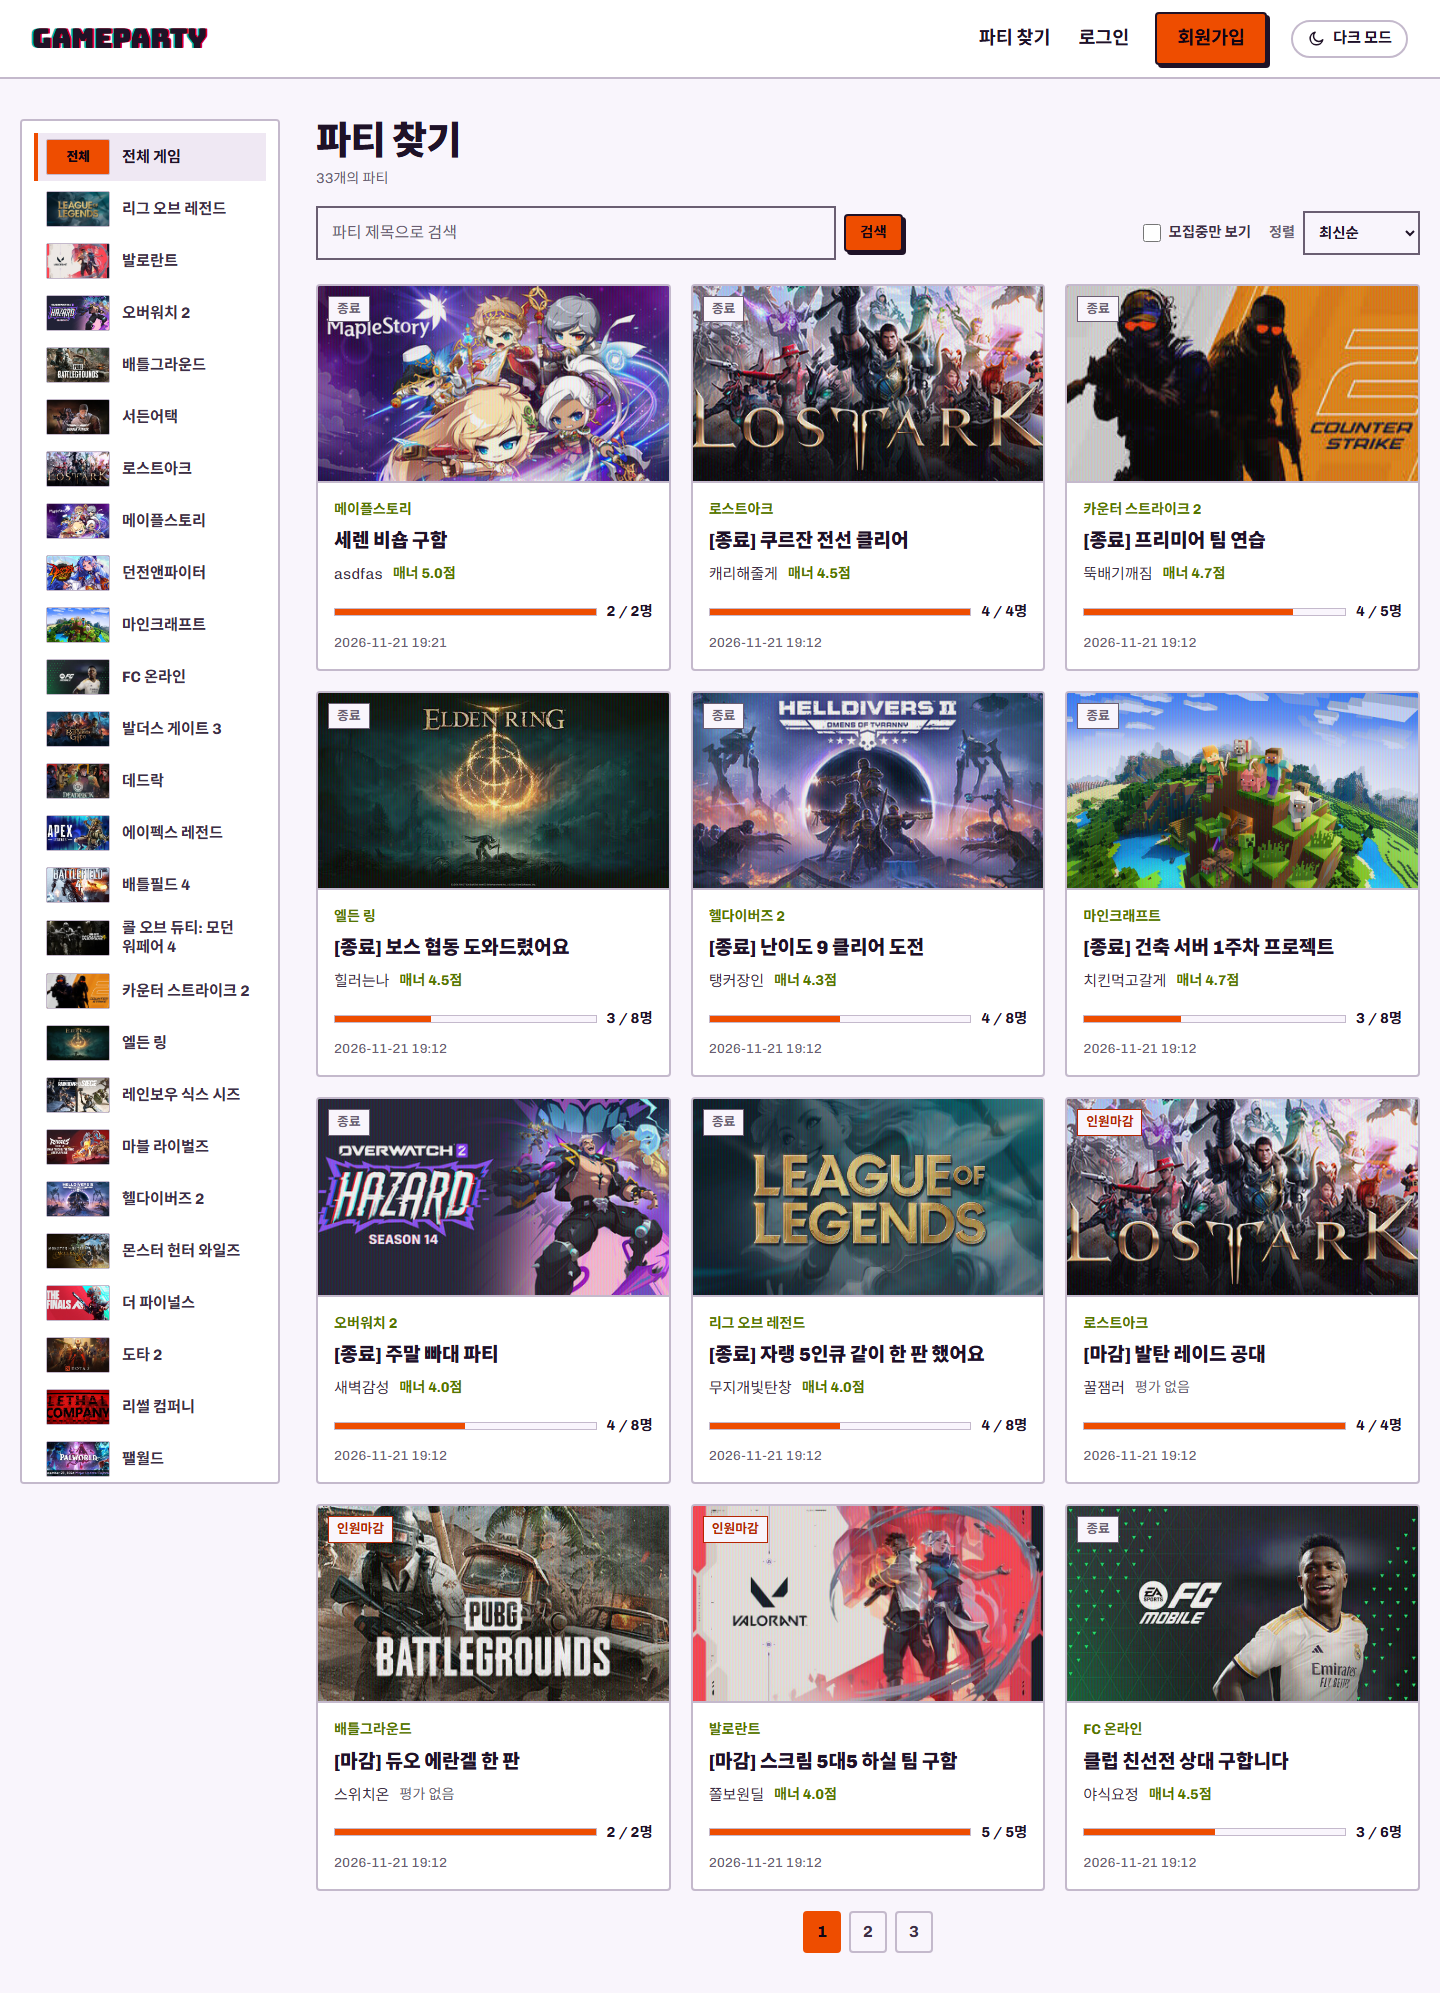 GAMEPARTY
파티 찾기
로그인
회원가입
다크 모드
전체
전체 게임
리그 오브 레전드
발로란트
오버워치 2
배틀그라운드
서든어택
로스트아크
메이플스토리
던전앤파이터
마인크래프트
FC 온라인
발더스 게이트 3
데드락
에이펙스 레전드
배틀필드 4
콜 오브 듀티: 모던
워페어 4
카운터 스트라이크 2
엘든 링
레인보우 식스 시즈
마블 라이벌즈
헬다이버즈 2
몬스터 헌터 와일즈
더 파이널스
도타 2
리썰 컴퍼니
팰월드
파티 찾기
33개의 파티
파티 제목으로 검색
검색
모집중만 보기
정렬
최신순
종료
MapleStory
메이플스토리
세렌 비숍 구함
asdfas 매너 5.0점
2 / 2명
2026-11-21 19:21
종료
LOST ARK
로스트아크
[종료] 쿠르잔 전선 클리어
캐리해줄게 매너 4.5점
4 / 4명
2026-11-21 19:12
종료
COUNTER
STRIKE
카운터 스트라이크 2
[종료] 프리미어 팀 연습
뚝배기깨짐 매너 4.7점
4 / 5명
2026-11-21 19:12
종료
ELDEN RING
엘든 링
[종료] 보스 협동 도와드렸어요
힐러는나 매너 4.5점
3 / 8명
2026-11-21 19:12
종료
HELLDIVERS II
OMENS OF TYRANNY
헬다이버즈 2
[종료] 난이도 9 클리어 도전
탱커장인 매너 4.3점
4 / 8명
2026-11-21 19:12
종료
마인크래프트
[종료] 건축 서버 1주차 프로젝트
치킨먹고갈게 매너 4.7점
3 / 8명
2026-11-21 19:12
종료
OVERWATCH 2
HAZARD
SEASON 14
오버워치 2
[종료] 주말 빠대 파티
새벽감성 매너 4.0점
4 / 8명
2026-11-21 19:12
종료
LEAGUE OF
LEGENDS
리그 오브 레전드
[종료] 자랭 5인큐 같이 한 판 했어요
무지개빛탄창 매너 4.0점
4 / 8명
2026-11-21 19:12
인원마감
LOST ARK
로스트아크
[마감] 발탄 레이드 공대
꿀잼러 평가 없음
4 / 4명
2026-11-21 19:12
인원마감
PUBG
BATTLEGROUNDS
배틀그라운드
[마감] 듀오 에란겔 한 판
스위치온 평가 없음
2 / 2명
2026-11-21 19:12
인원마감
VALORANT
발로란트
[마감] 스크림 5대5 하실 팀 구함
쫄보원딜 매너 4.0점
5 / 5명
2026-11-21 19:12
종료
EA
SPORTS
FC
MOBILE
Emirates
FLY BETTER
FC 온라인
클럽 친선전 상대 구합니다
야식요정 매너 4.5점
3 / 6명
2026-11-21 19:12
1
2
3